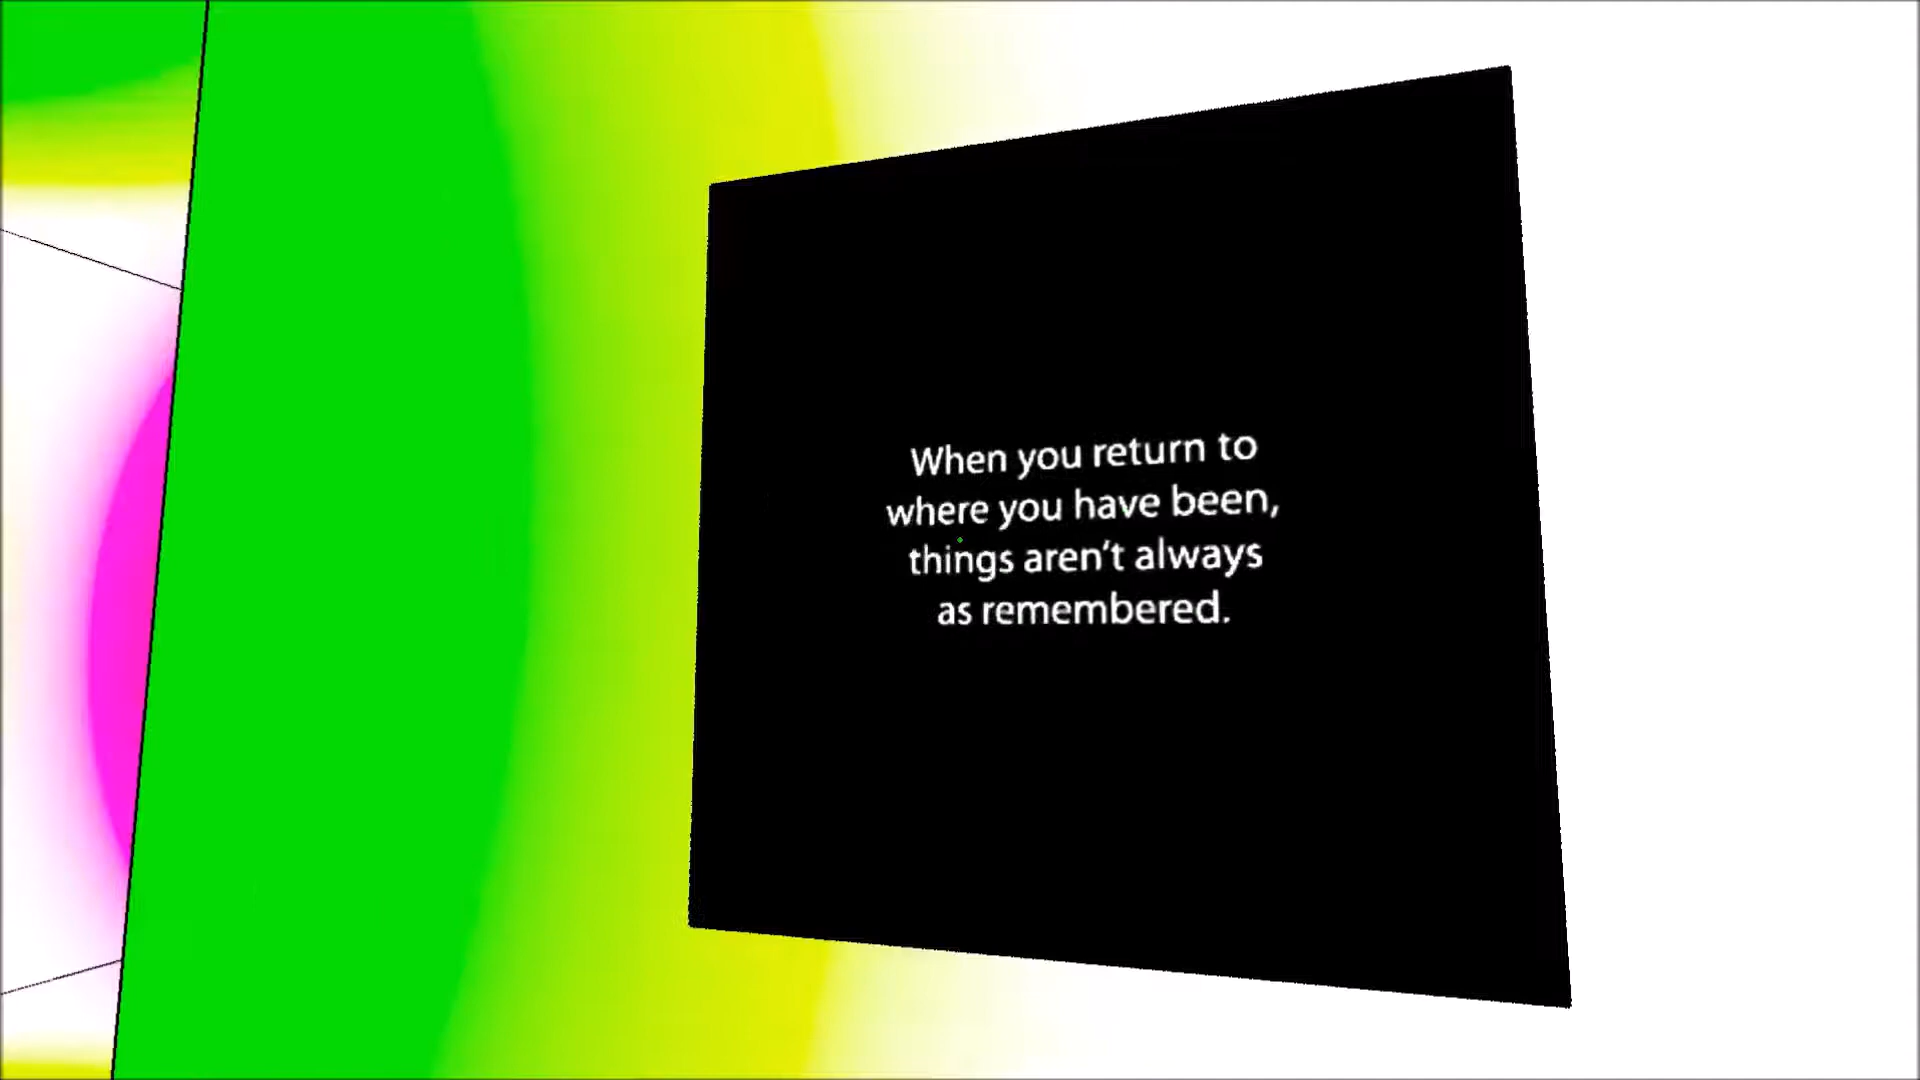 When you return to
where you have been,
things aren’t always
as remembered.